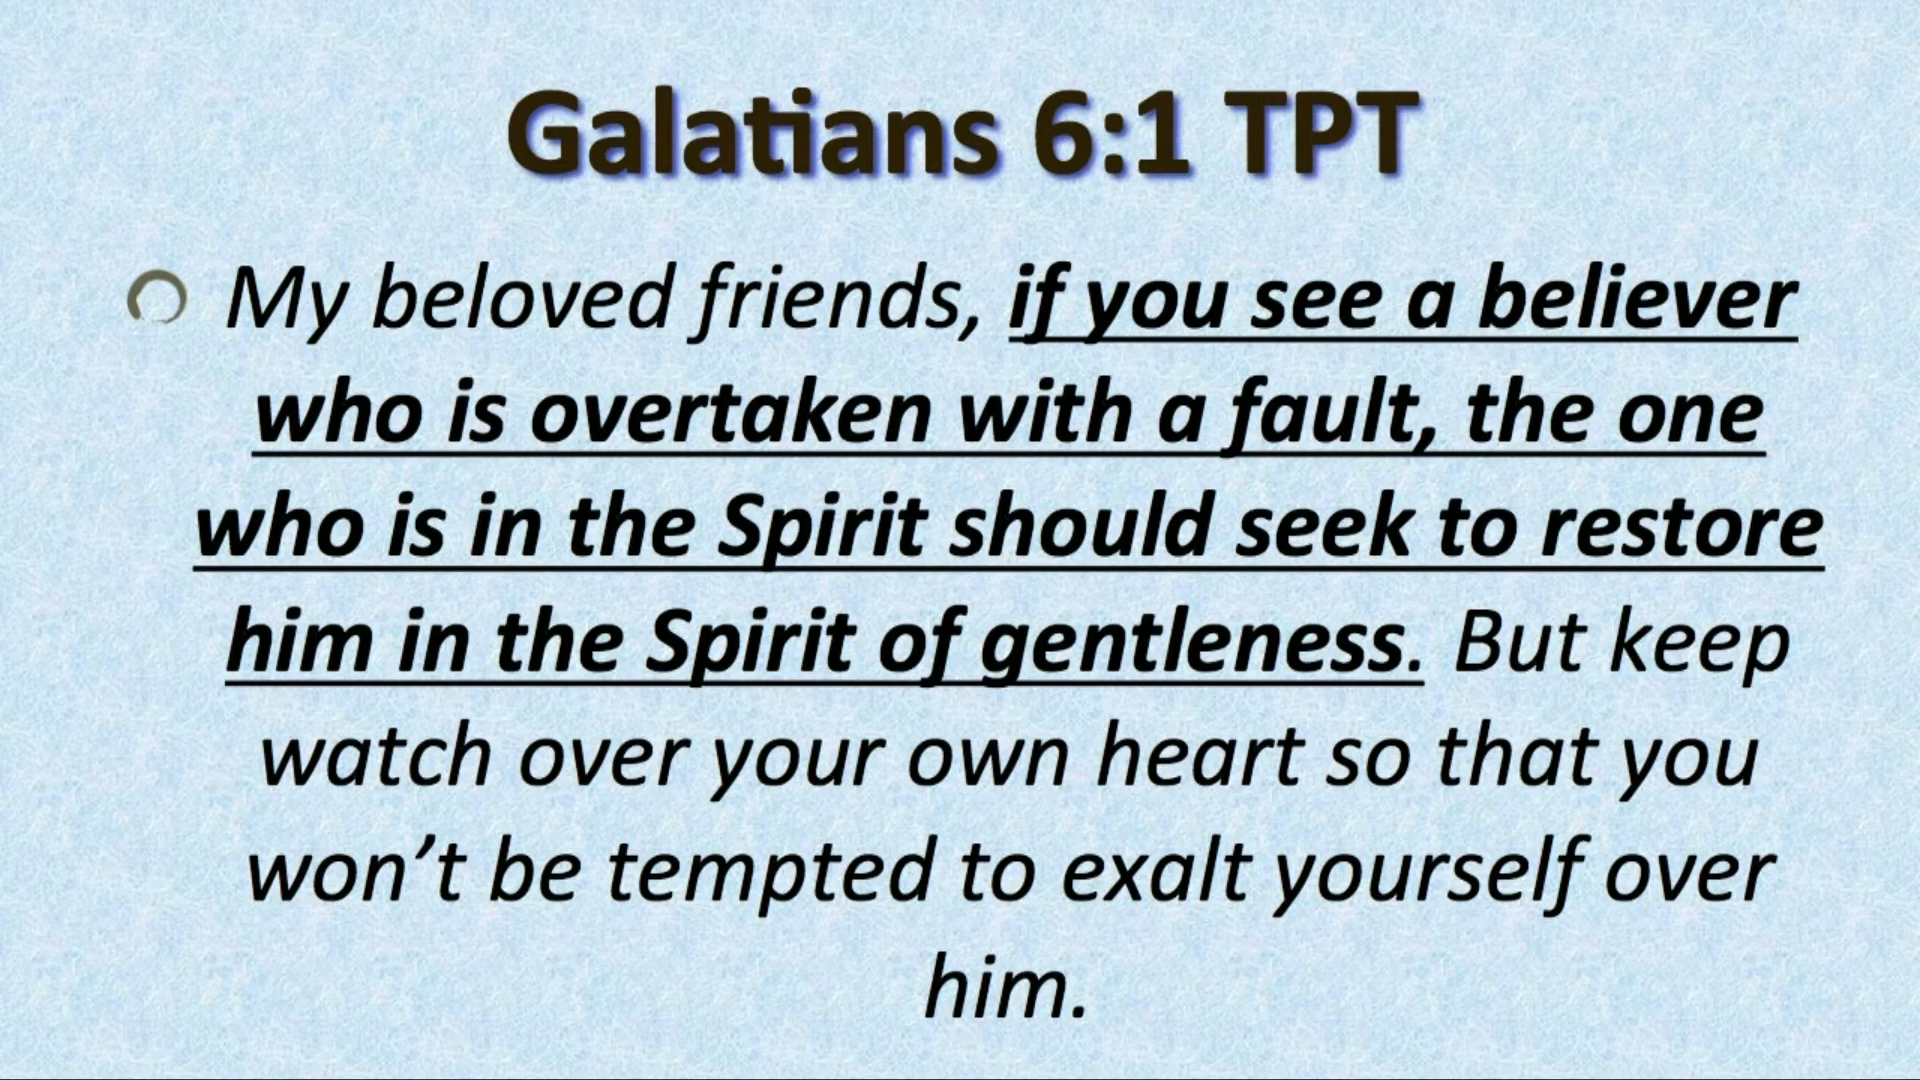 Galatians 6:1 TPT
My beloved friends, if you see a believer
who is overtaken with a fault, the one
who is in the Spirit should seek to restore
him in the Spirit of gentleness. But keep
watch over your own heart so that you
won’t be tempted to exalt yourself over
him.